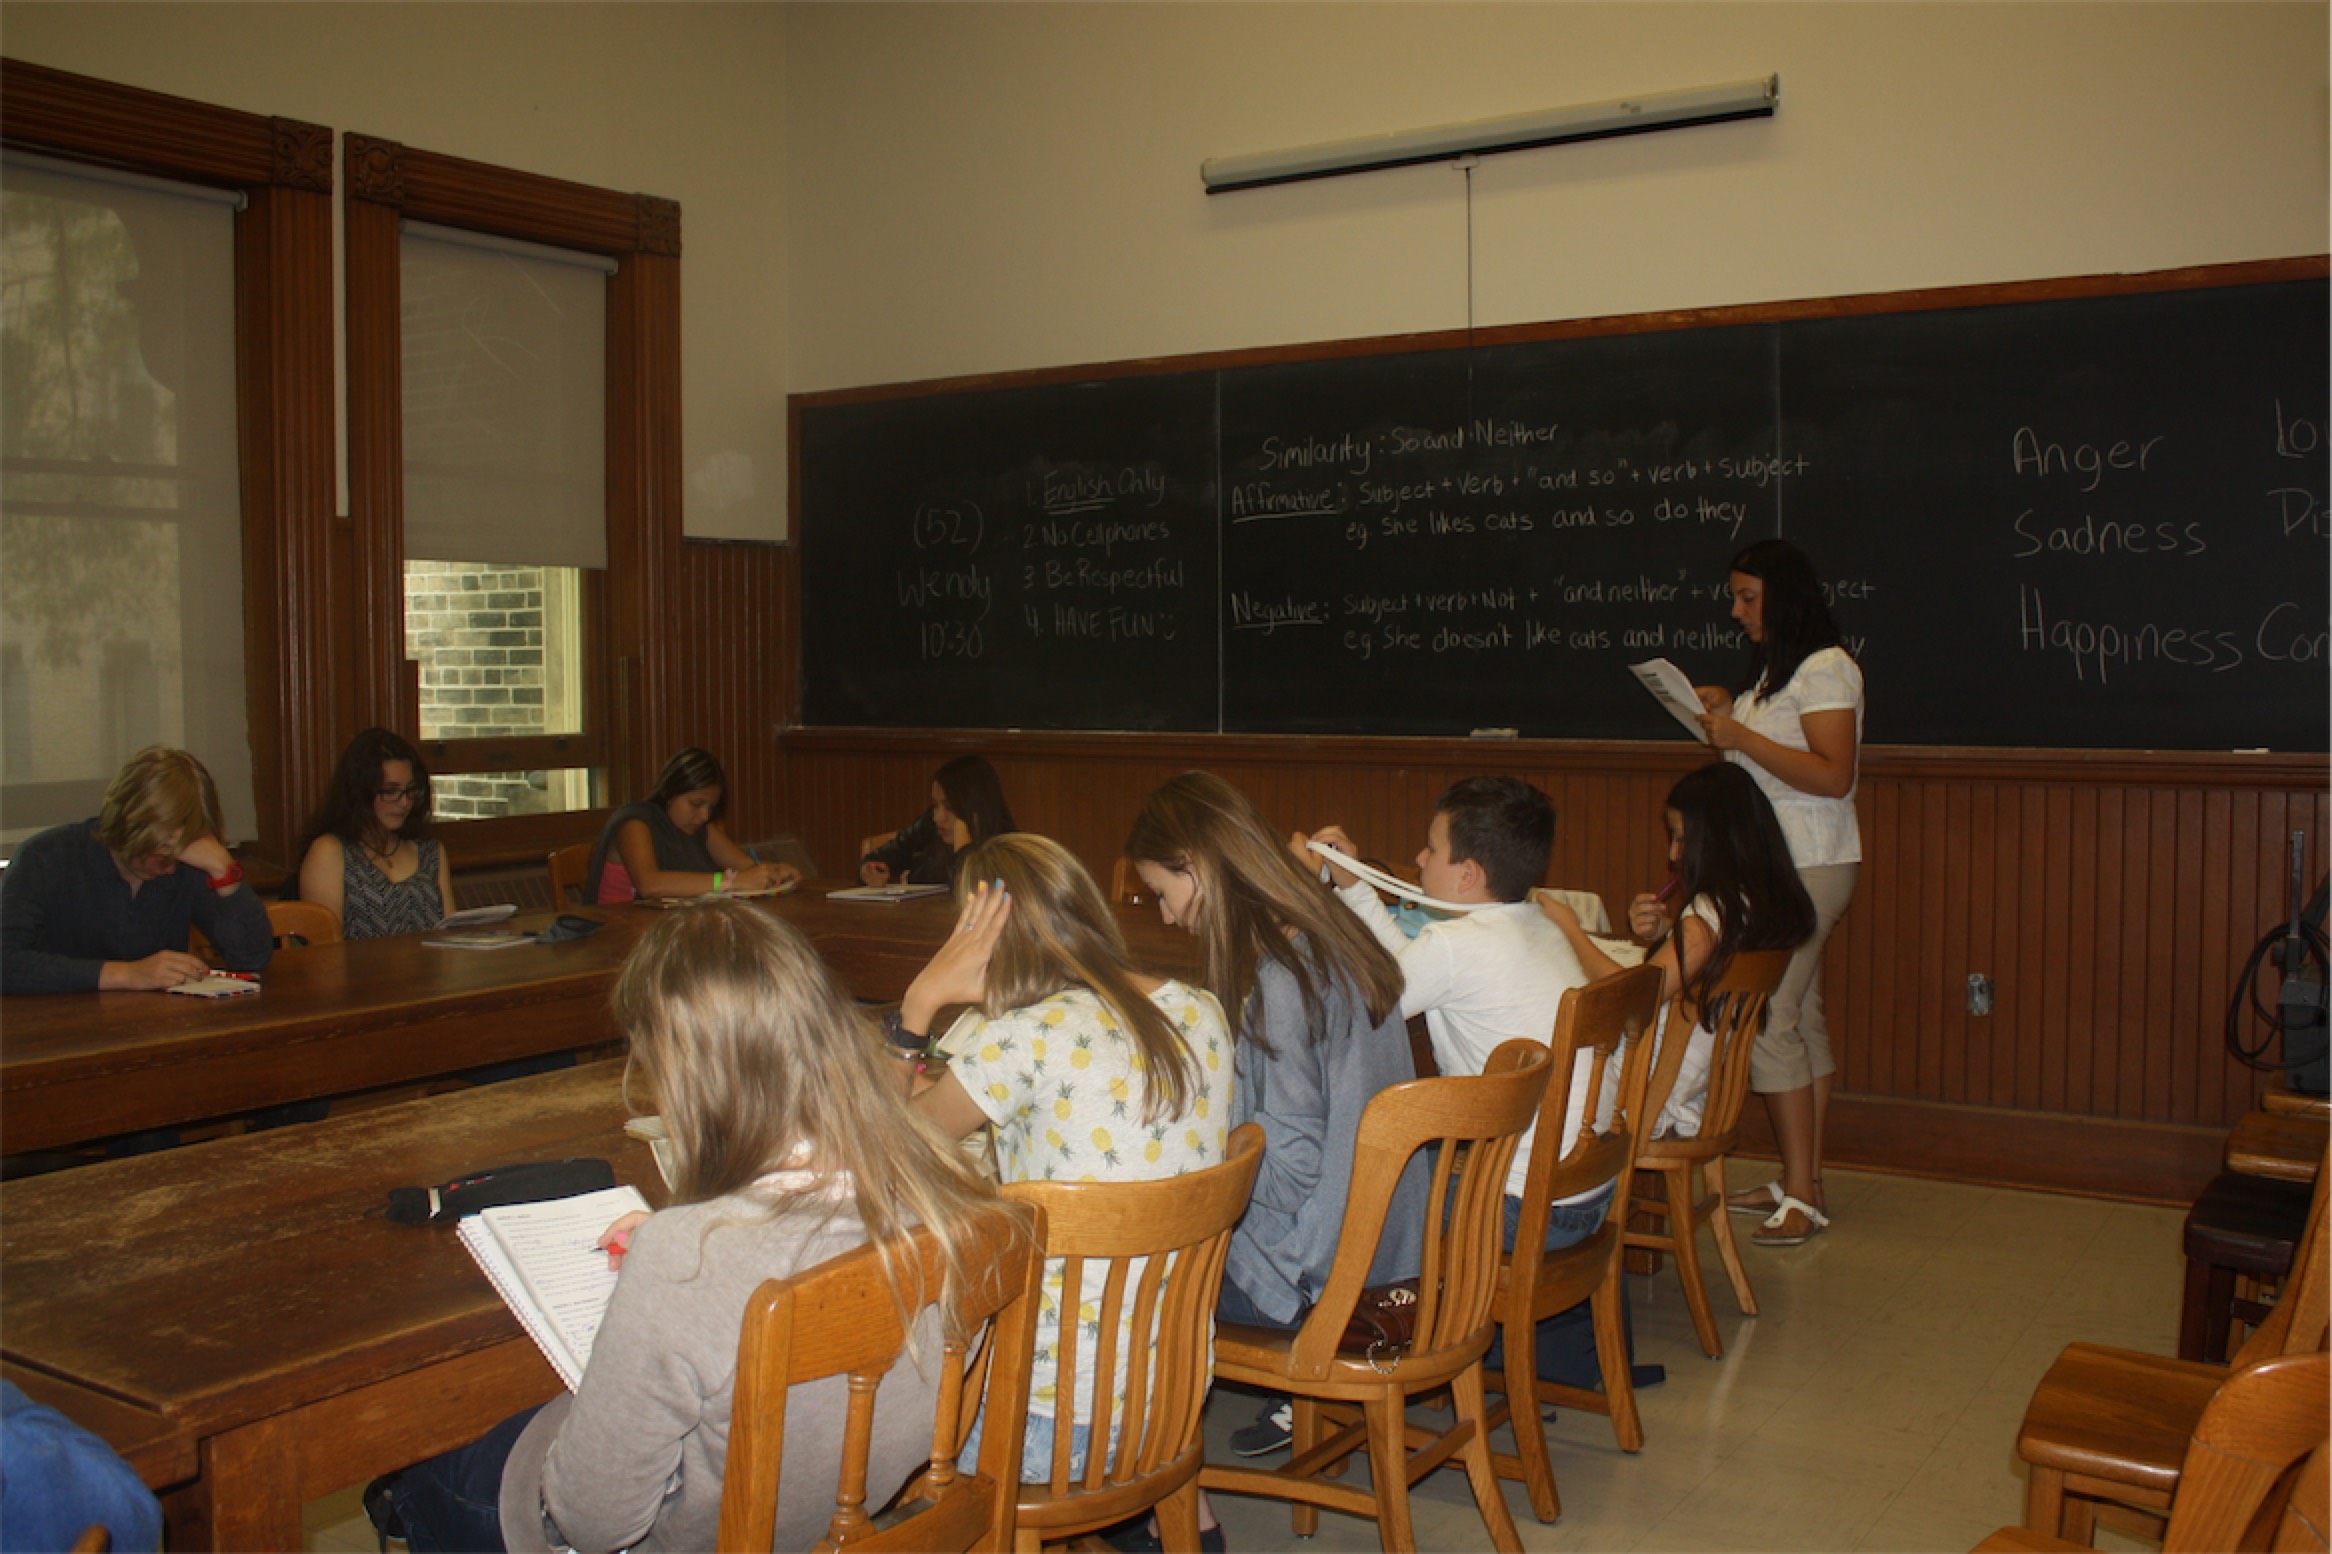 (52)
Wendy
10:30
1. English Only
2. No Cellphones
3 Be Respectful
4. HAVE FUN
Similarity: So and Neither
Affirmative: Subject + Verb + "and so" + verb + subject
eg. She likes cats and so do they
Negative: Subject + verb + Not + "and neither" +
eg. She doesn't like cats and neither
Anger
Sadness
Happiness
N